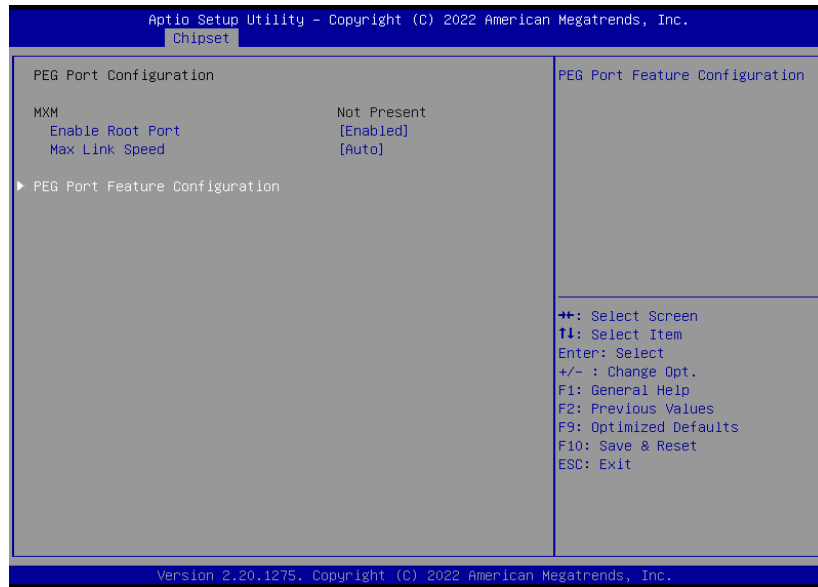 Aptio Setup Utility – Copyright (C) 2022 American Megatrends, Inc.
Chipset
PEG Port Configuration
MXM Not Present
Enable Root Port [Enabled]
Max Link Speed [Auto]
▶ PEG Port Feature Configuration
PEG Port Feature Configuration
→←: Select Screen
↑↓: Select Item
Enter: Select
+/- : Change Opt.
F1: General Help
F2: Previous Values
F9: Optimized Defaults
F10: Save & Reset
ESC: Exit
Version 2.20.1275. Copyright (C) 2022 American Megatrends, Inc.